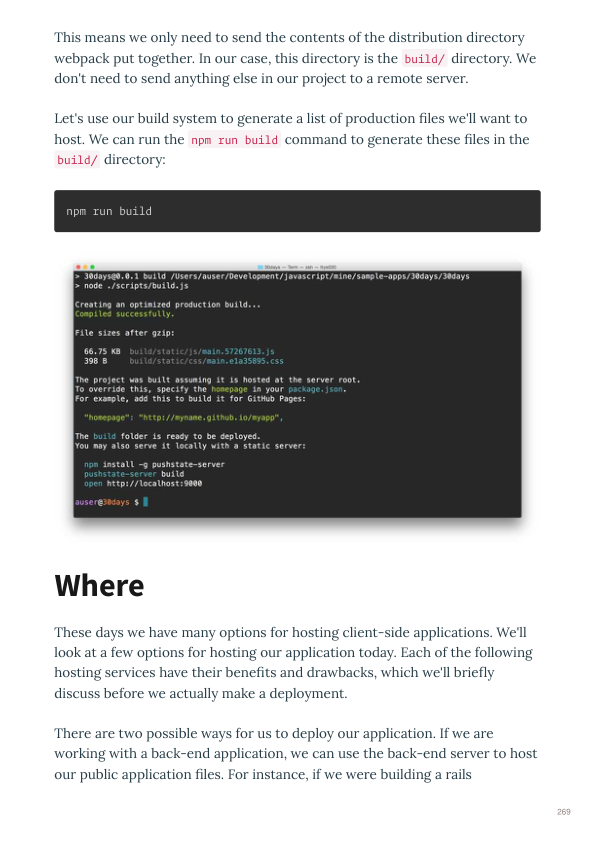 This means we only need to send the contents of the distribution directory
webpack put together. In our case, this directory is the build/ directory. We
don't need to send anything else in our project to a remote server.
Let's use our build system to generate a list of production files we'll want to
host. We can run the npm run build command to generate these files in the
build/ directory:
npm run build
30days — Term — zsh — 91x30
> 30days@0.0.1 build /Users/auser/Development/javascript/mine/sample-apps/30days/30days
> node ./scripts/build.js
Creating an optimized production build...
Compiled successfully.
File sizes after gzip:
66.75 KB build/static/js/main.57267613.js
398 B build/static/css/main.e1a35895.css
The project was built assuming it is hosted at the server root.
To override this, specify the homepage in your package.json.
For example, add this to build it for GitHub Pages:
"homepage": "http://myname.github.io/myapp",
The build folder is ready to be deployed.
You may also serve it locally with a static server:
npm install -g pushstate-server
pushstate-server build
open http://localhost:9000
auser@30days $
Where
These days we have many options for hosting client-side applications. We'll
look at a few options for hosting our application today. Each of the following
hosting services have their benefits and drawbacks, which we'll briefly
discuss before we actually make a deployment.
There are two possible ways for us to deploy our application. If we are
working with a back-end application, we can use the back-end server to host
our public application files. For instance, if we were building a rails
269